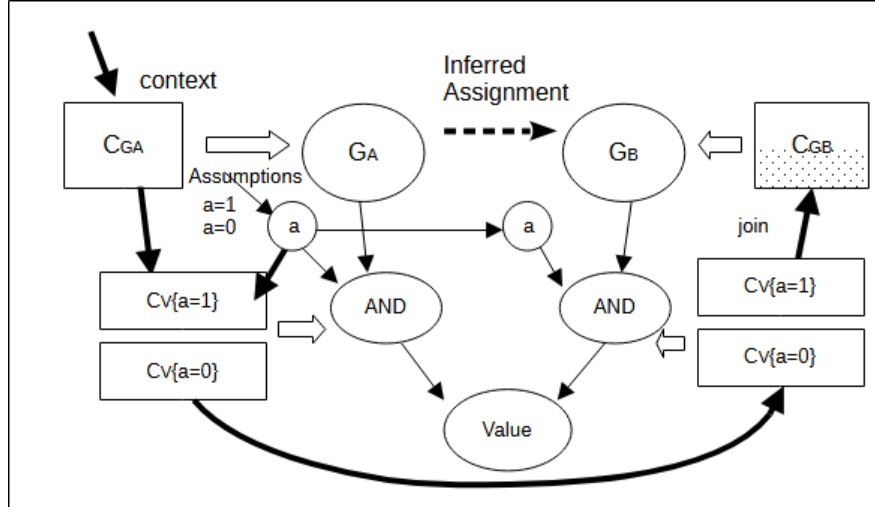 context
Inferred
Assignment
CGA
GA
GB
CGB
Assumptions
a=1
a=0
a
a
join
CV{a=1}
AND
AND
CV{a=1}
CV{a=0}
CV{a=0}
Value